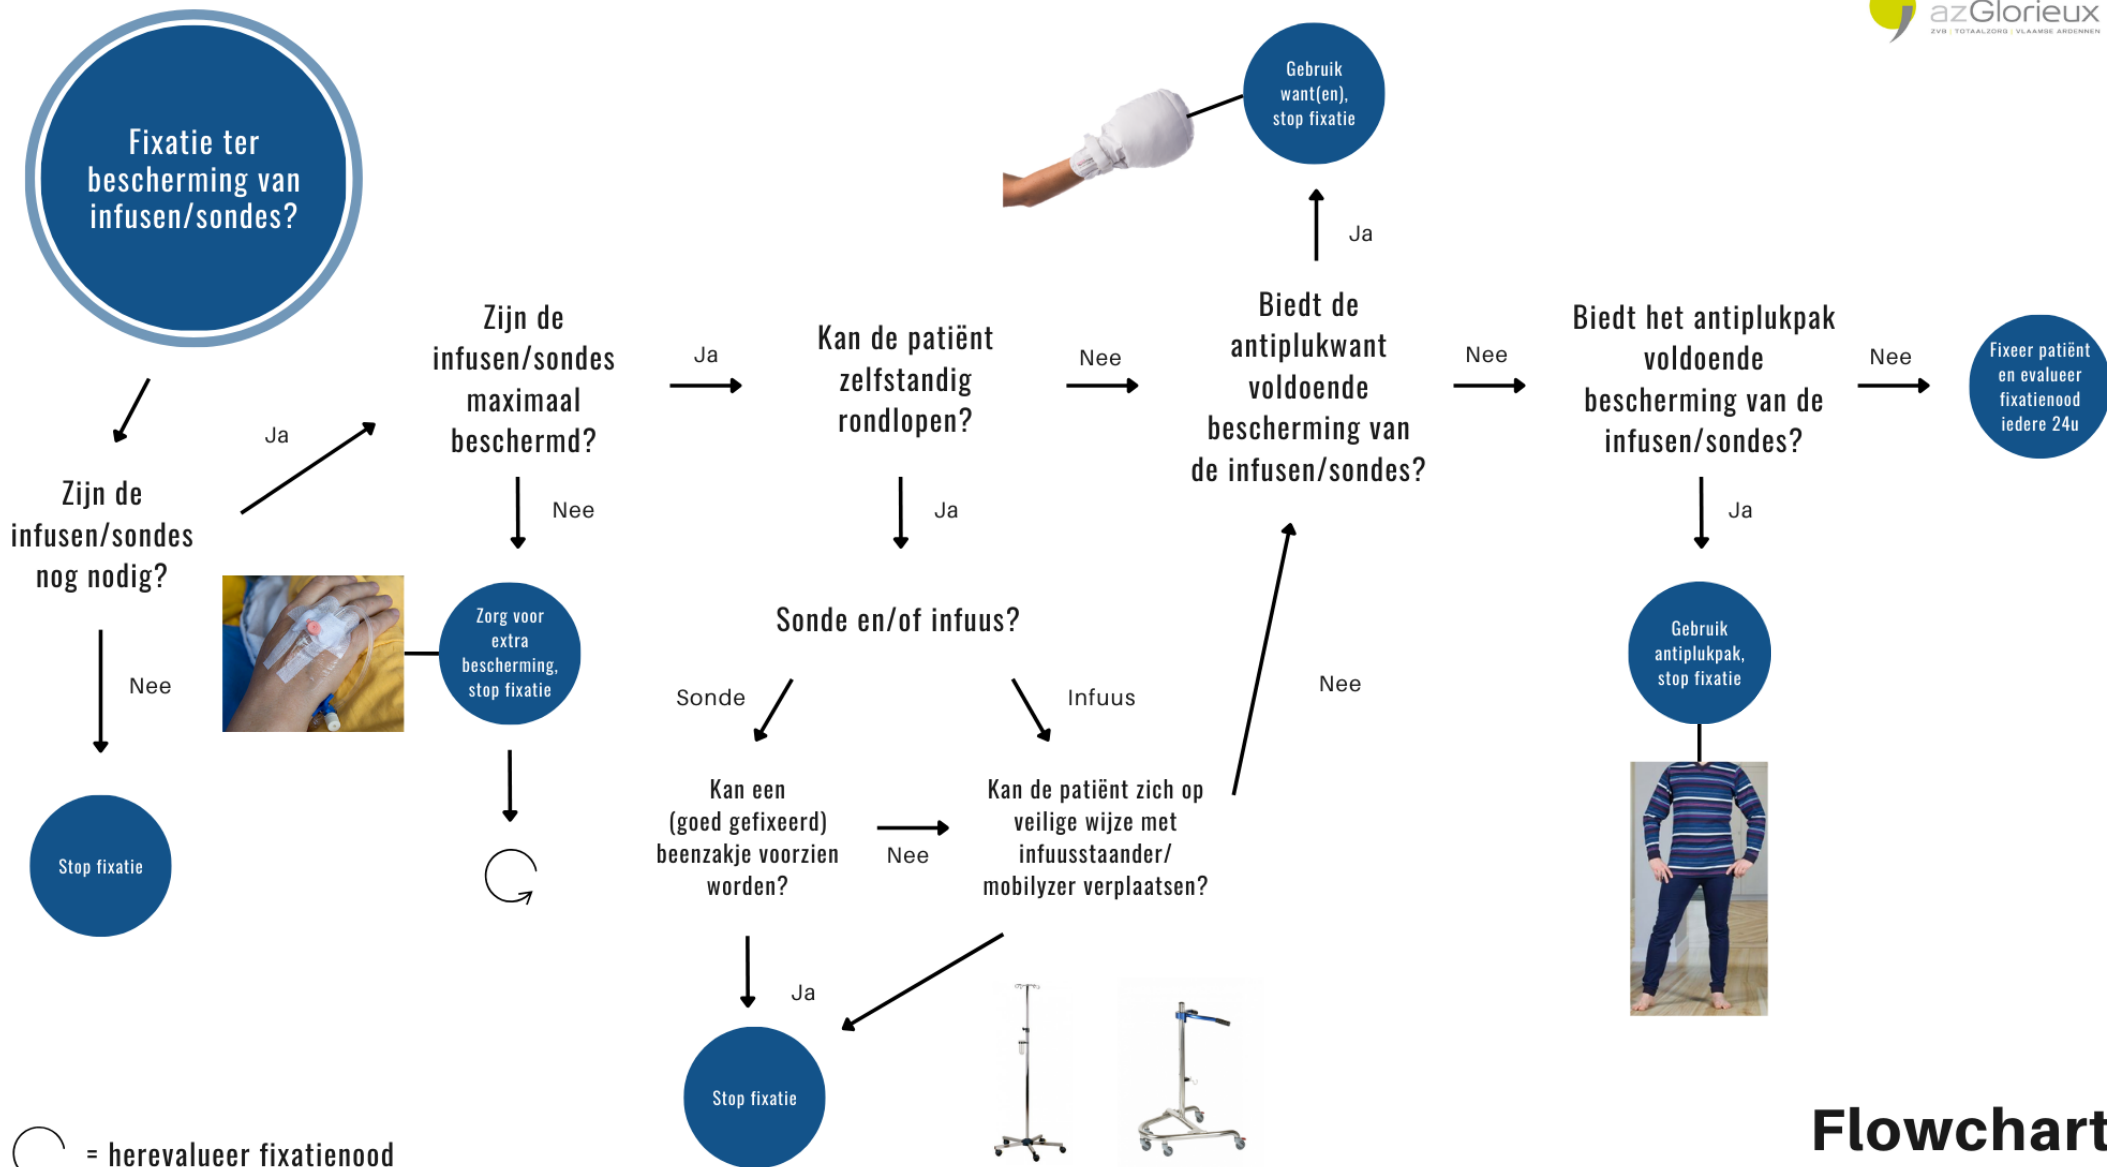 azGlorieux
ZVB | TOTAALZORG | VLAAMSE ARDENNEN
Fixatie ter
bescherming van
infusen/sondes?
Zijn de
infusen/sondes
nog nodig?
Nee
Stop fixatie
Ja
Zijn de
infusen/sondes
maximaal
beschermd?
Nee
Zorg voor
extra
bescherming,
stop fixatie
Ja
Kan de patiënt
zelfstandig
rondlopen?
Ja
Sonde en/of infuus?
Sonde
Infuus
Kan een
(goed gefixeerd)
beenzakje voorzien
worden?
Nee
Kan de patiënt zich op
veilige wijze met
infuusstaander/
mobilyzer verplaatsen?
Ja
Stop fixatie
Nee
Nee
Biedt de
antiplukwant
voldoende
bescherming van
de infusen/sondes?
Ja
Gebruik
want(en),
stop fixatie
Nee
Biedt het antiplukpak
voldoende
bescherming van de
infusen/sondes?
Ja
Gebruik
antiplukpak,
stop fixatie
Nee
Fixeer patiënt
en evalueer
fixatienood
iedere 24u
= herevalueer fixatienood
Flowchart